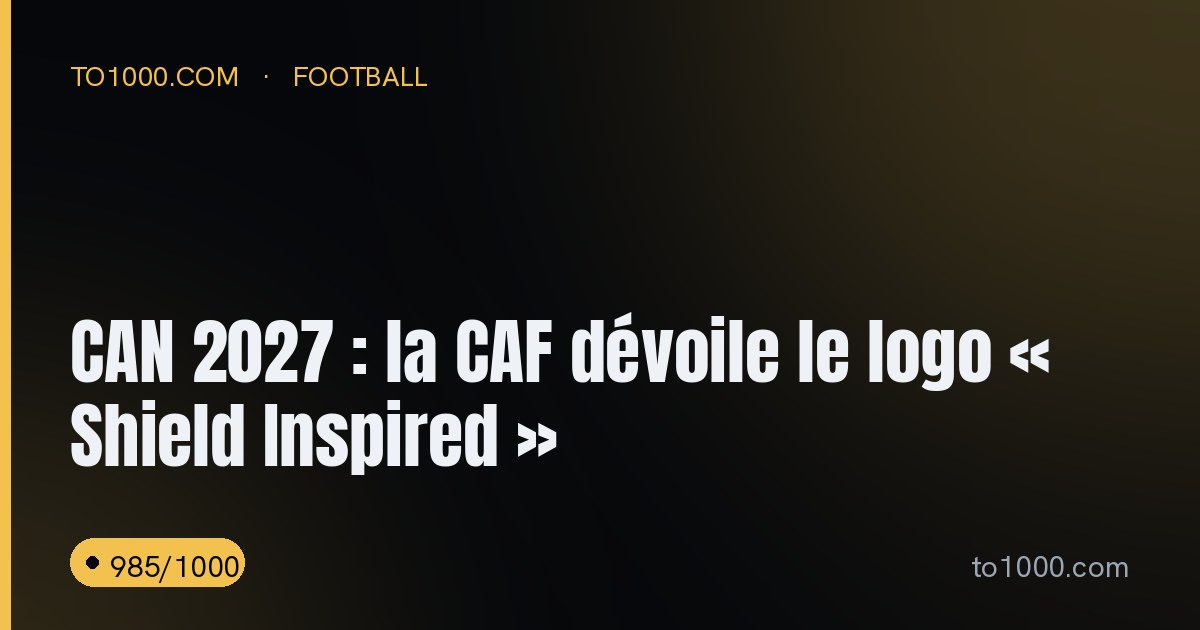 TO1000.COM · FOOTBALL
CAN 2027 : la CAF dévoile le logo «
Shield Inspired »
985/1000
to1000.com